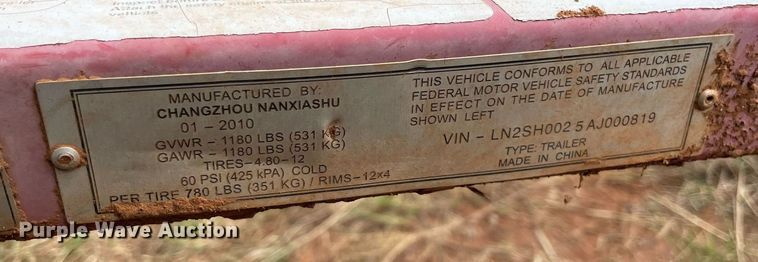 MANUFACTURED BY:
CHANGZHOU NANXIASHU
01 - 2010
GVWR - 1180 LBS (531 KG)
GAWR - 1180 LBS (531 KG)
TIRES-4.80-12
60 PSI (425 kPA) COLD
PER TIRE 780 LBS (351 KG) / RIMS-12x4
THIS VEHICLE CONFORMS TO ALL APPLICABLE
FEDERAL MOTOR VEHICLE SAFETY STANDARDS
IN EFFECT ON THE DATE OF MANUFACTURE
SHOWN LEFT
VIN - LN2SH002 5 AJ000819
TYPE: TRAILER
MADE IN CHINA
Purple Wave Auction